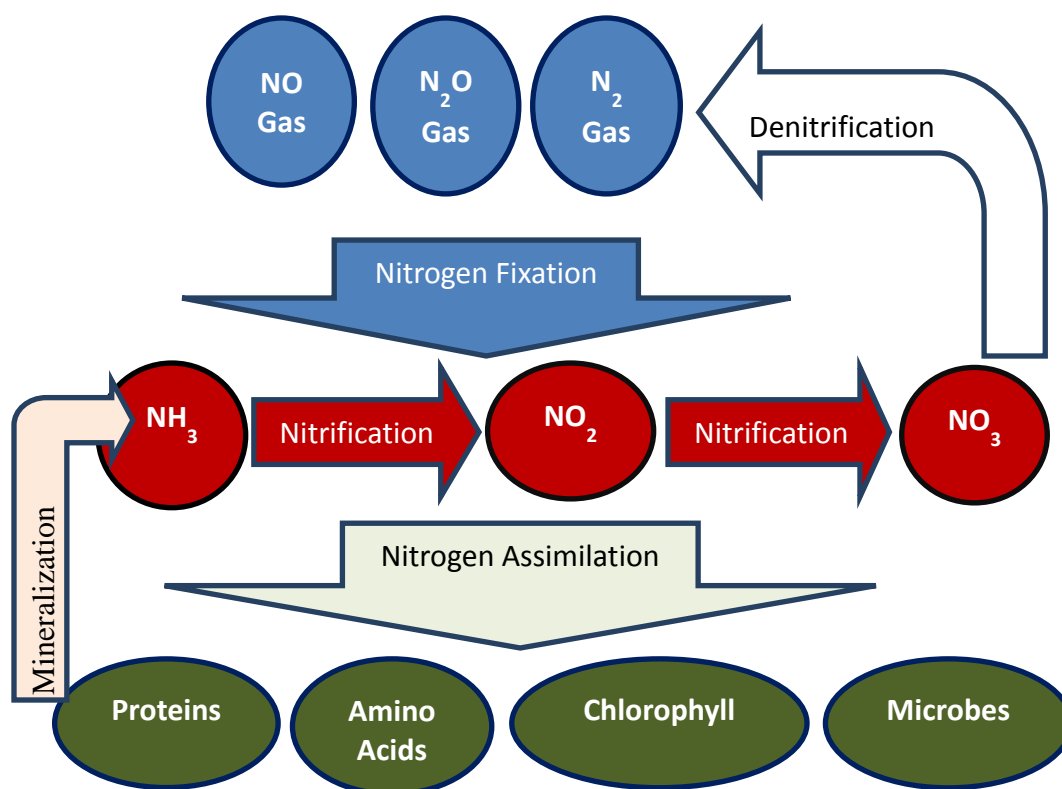 NO
Gas
N₂O
Gas
N₂
Gas
Denitrification
Nitrogen Fixation
NH₃
Nitrification
NO₂
Nitrification
NO₃
Mineralization
Nitrogen Assimilation
Proteins
Amino
Acids
Chlorophyll
Microbes